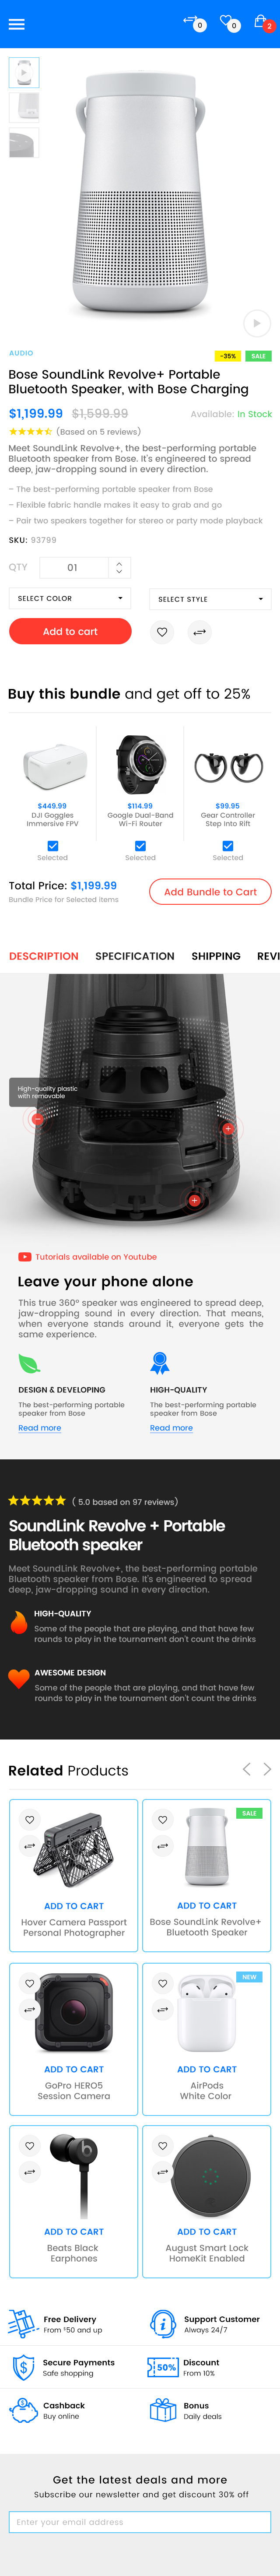 0 0 2
AUDIO -35% SALE
Bose SoundLink Revolve+ Portable
Bluetooth Speaker, with Bose Charging
$1,199.99 $1,599.99 Available: In Stock
(Based on 5 reviews)
Meet SoundLink Revolve+, the best-performing portable
Bluetooth speaker from Bose. It's engineered to spread
deep, jaw-dropping sound in every direction.
– The best-performing portable speaker from Bose
– Flexible fabric handle makes it easy to grab and go
– Pair two speakers together for stereo or party mode playback
SKU: 93799
QTY 01
SELECT COLOR SELECT STYLE
Add to cart
Buy this bundle and get off to 25%
$449.99
DJI Goggles
Immersive FPV
Selected
$114.99
Google Dual-Band
Wi-Fi Router
Selected
$99.95
Gear Controller
Step Into Rift
Selected
Total Price: $1,199.99
Bundle Price for Selected items
Add Bundle to Cart
DESCRIPTION SPECIFICATION SHIPPING REVI
High-quality plastic
with removable
Tutorials available on Youtube
Leave your phone alone
This true 360° speaker was engineered to spread deep,
jaw-dropping sound in every direction. That means,
when everyone stands around it, everyone gets the
same experience.
DESIGN & DEVELOPING
The best-performing portable
speaker from Bose
Read more
HIGH-QUALITY
The best-performing portable
speaker from Bose
Read more
( 5.0 based on 97 reviews)
SoundLink Revolve + Portable
Bluetooth speaker
Meet SoundLink Revolve+, the best-performing portable
Bluetooth speaker from Bose. It's engineered to spread
deep, jaw-dropping sound in every direction.
HIGH-QUALITY
Some of the people that are playing, and that have few
rounds to play in the tournament don't count the drinks
AWESOME DESIGN
Some of the people that are playing, and that have few
rounds to play in the tournament don't count the drinks
Related Products
ADD TO CART
Hover Camera Passport
Personal Photographer
SALE
ADD TO CART
Bose SoundLink Revolve+
Bluetooth Speaker
ADD TO CART
GoPro HERO5
Session Camera
NEW
ADD TO CART
AirPods
White Color
b
ADD TO CART
Beats Black
Earphones
ADD TO CART
August Smart Lock
HomeKit Enabled
Free Delivery
From $50 and up
Support Customer
Always 24/7
Secure Payments
Safe shopping
50%
Discount
From 10%
Cashback
Buy online
Bonus
Daily deals
Get the latest deals and more
Subscribe our newsletter and get discount 30% off
Enter your email address